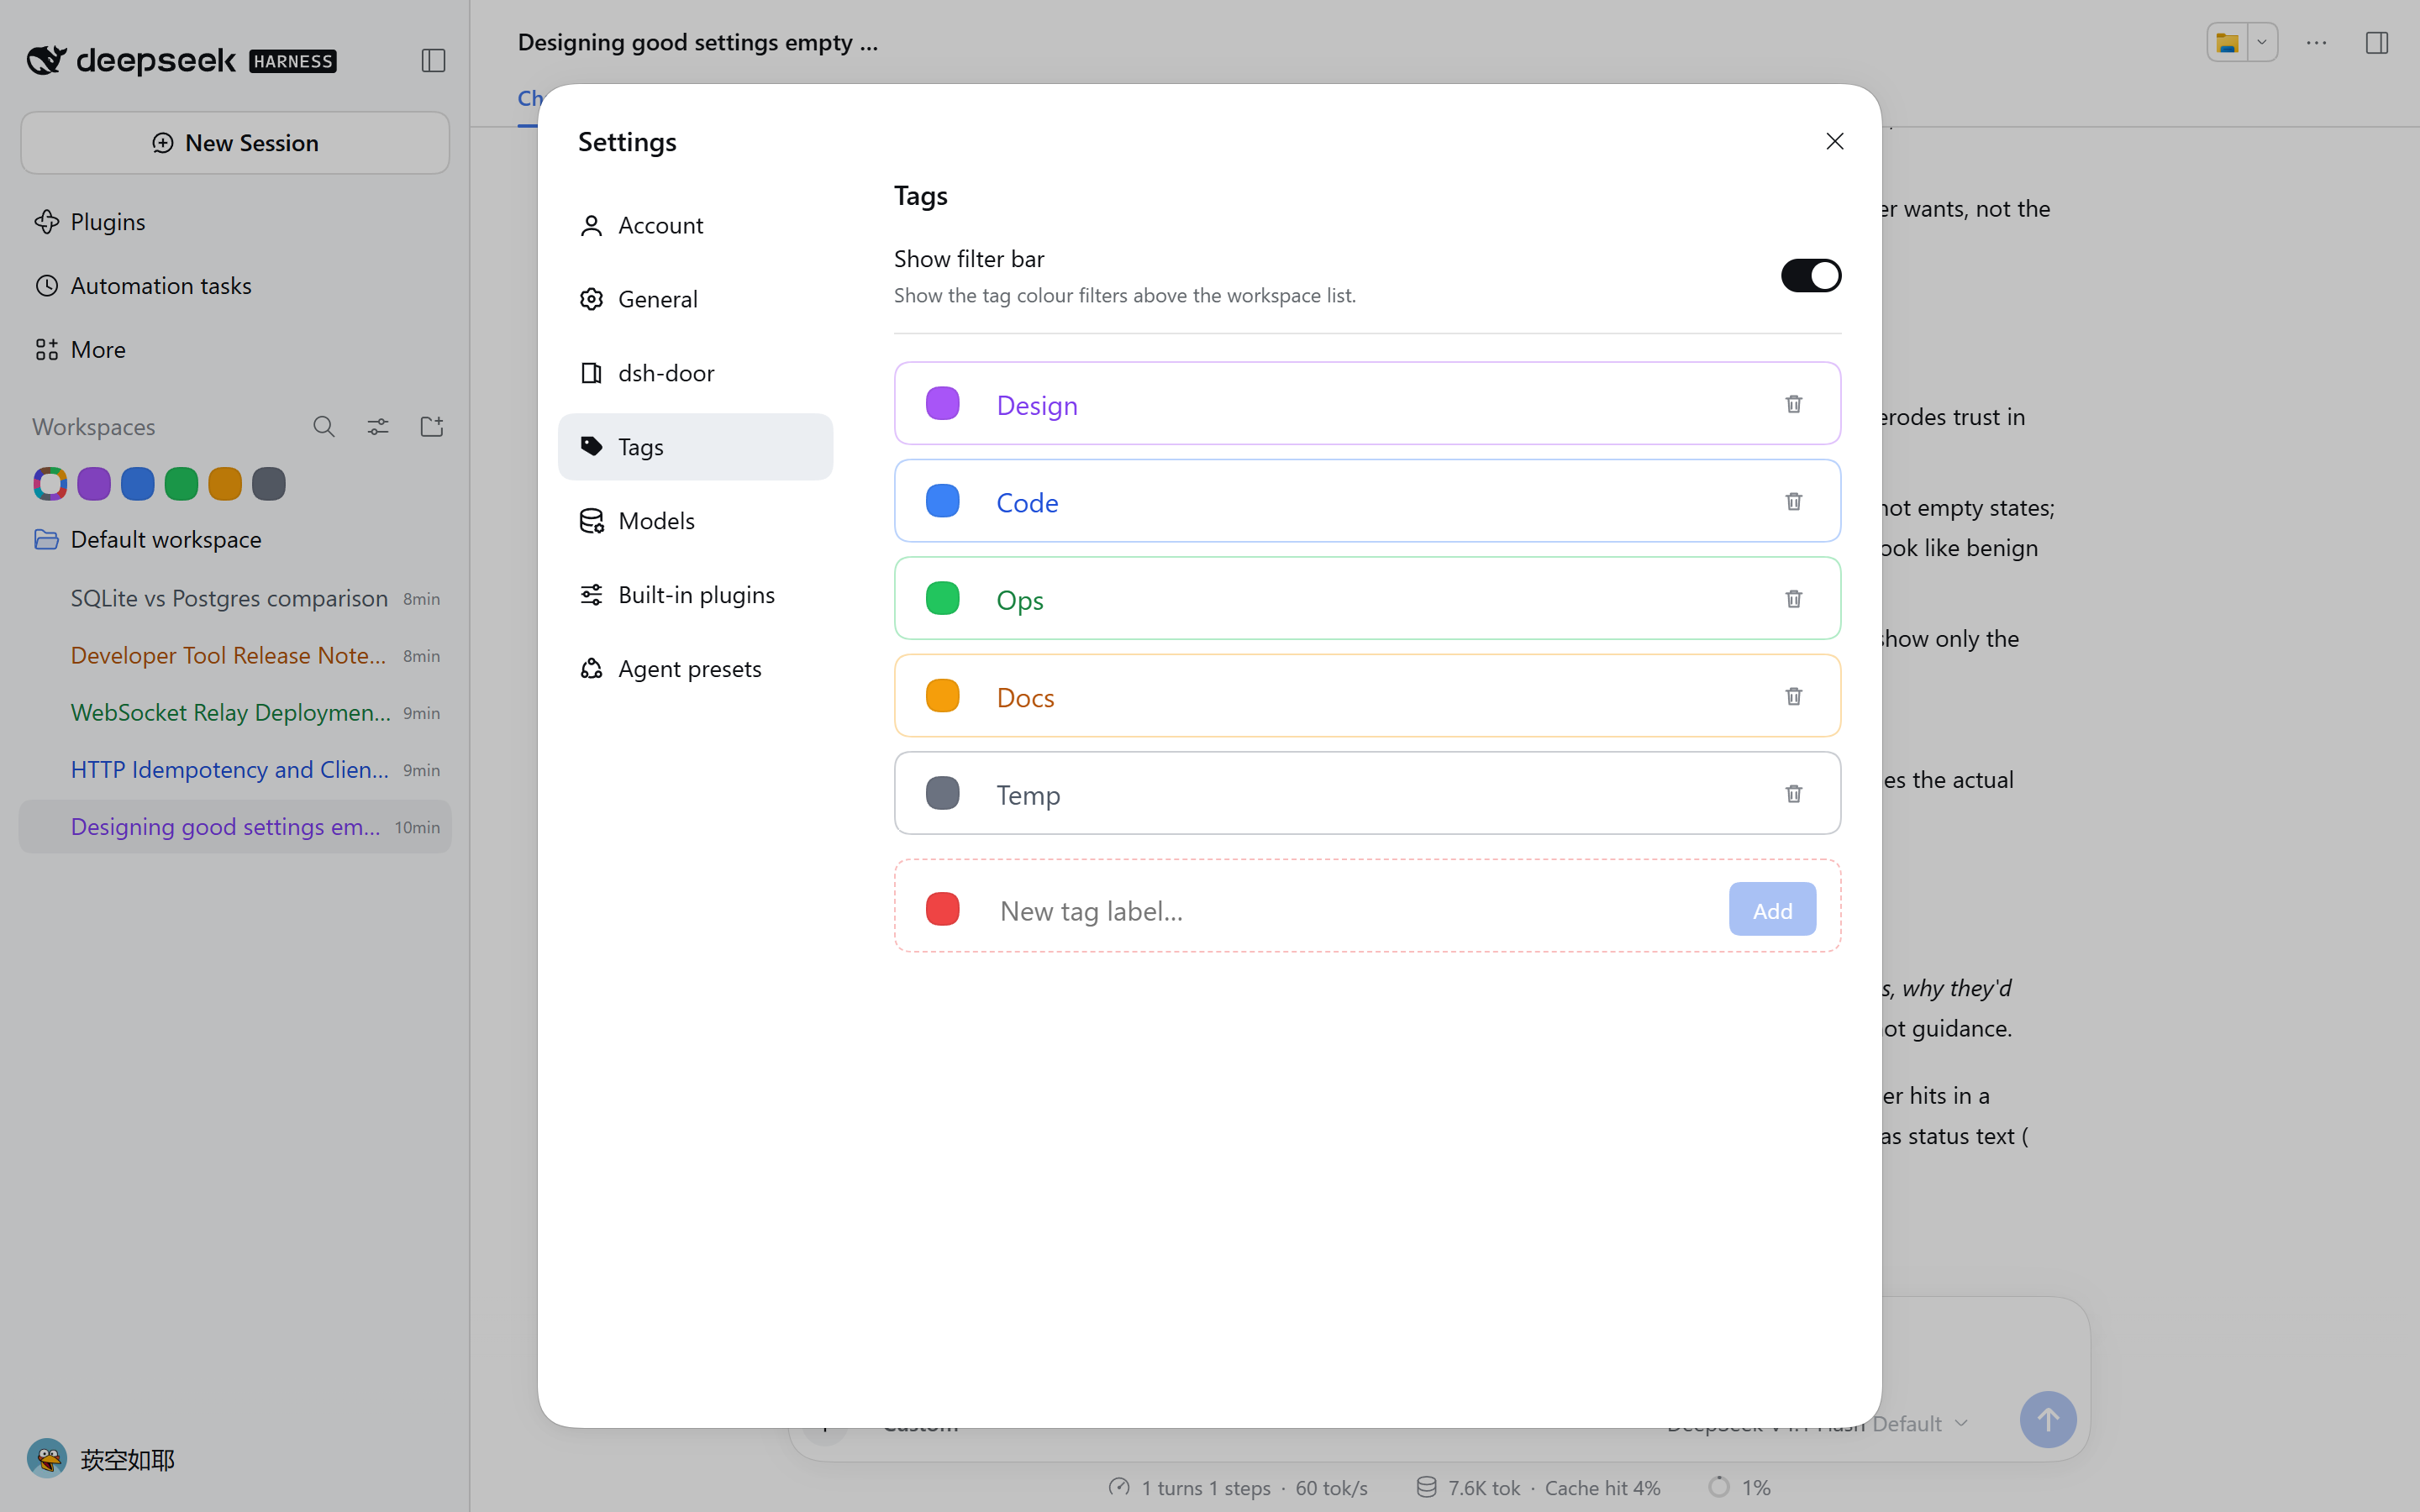 deepseek HARNESS
New Session
Plugins
Automation tasks
More
Workspaces
Default workspace
SQLite vs Postgres comparison 8min
Developer Tool Release Note... 8min
WebSocket Relay Deploymen... 9min
HTTP Idempotency and Clien... 9min
Designing good settings em... 10min
莰空如耶
Designing good settings empty ...
Ch
Settings
Account
General
dsh-door
Tags
Models
Built-in plugins
Agent presets
Tags
Show filter bar
Show the tag colour filters above the workspace list.
Design
Code
Ops
Docs
Temp
New tag label...
Add
er wants, not the
erodes trust in
not empty states;
ook like benign
show only the
es the actual
s, why they'd
ot guidance.
er hits in a
as status text (
Default
1 turns 1 steps · 60 tok/s
7.6K tok · Cache hit 4%
1%